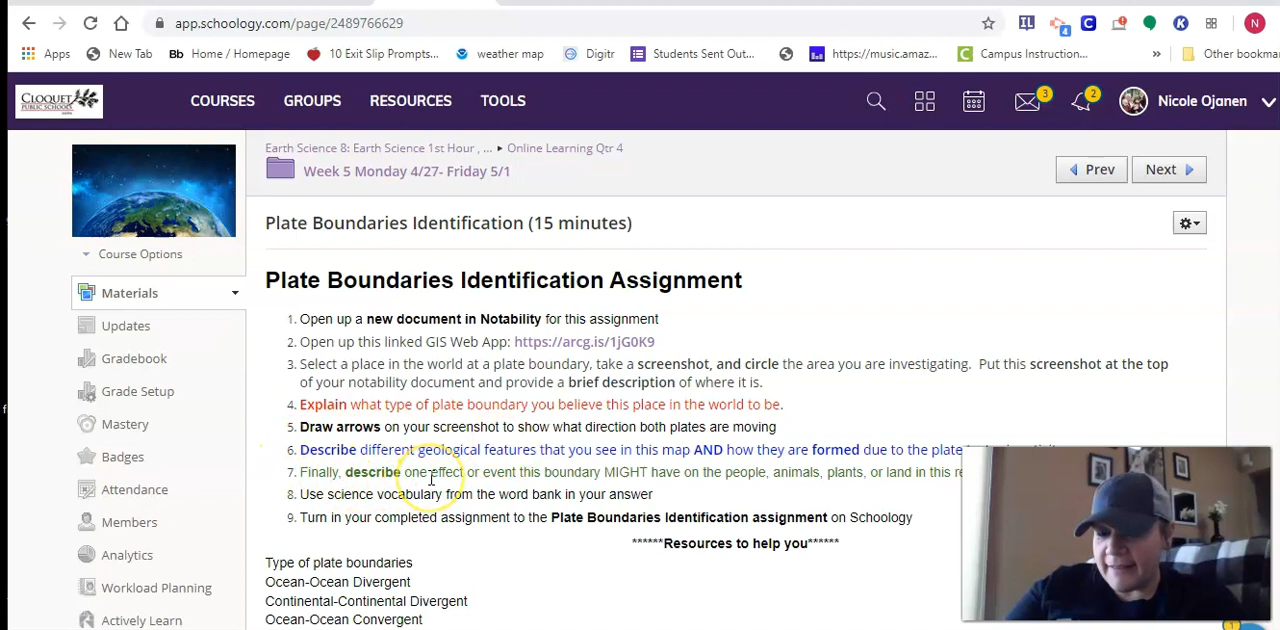 app.schoology.com/page/2489766629
4
N
Apps
New Tab
Bb Home / Homepage
10 Exit Slip Prompts...
weather map
Digitr
Students Sent Out...
https://music.amaz...
Campus Instruction...
»
Other bookma
CLOQUET
PUBLIC SCHOOLS
COURSES
GROUPS
RESOURCES
TOOLS
3
2
Nicole Ojanen
Earth Science 8: Earth Science 1st Hour , ... ▸ Online Learning Qtr 4
Week 5 Monday 4/27- Friday 5/1
Prev
Next
Plate Boundaries Identification (15 minutes)
Course Options
Materials
Updates
Gradebook
Grade Setup
Mastery
Badges
Attendance
Members
Analytics
Workload Planning
Actively Learn
Plate Boundaries Identification Assignment
1. Open up a new document in Notability for this assignment
2. Open up this linked GIS Web App: https://arcg.is/1jG0K9
3. Select a place in the world at a plate boundary, take a screenshot, and circle the area you are investigating. Put this screenshot at the top
of your notability document and provide a brief description of where it is.
4. Explain what type of plate boundary you believe this place in the world to be.
5. Draw arrows on your screenshot to show what direction both plates are moving
6. Describe different geological features that you see in this map AND how they are formed due to the plate
7. Finally, describe one effect or event this boundary MIGHT have on the people, animals, plants, or land in this re
8. Use science vocabulary from the word bank in your answer
9. Turn in your completed assignment to the Plate Boundaries Identification assignment on Schoology
******Resources to help you******
Type of plate boundaries
Ocean-Ocean Divergent
Continental-Continental Divergent
Ocean-Ocean Convergent